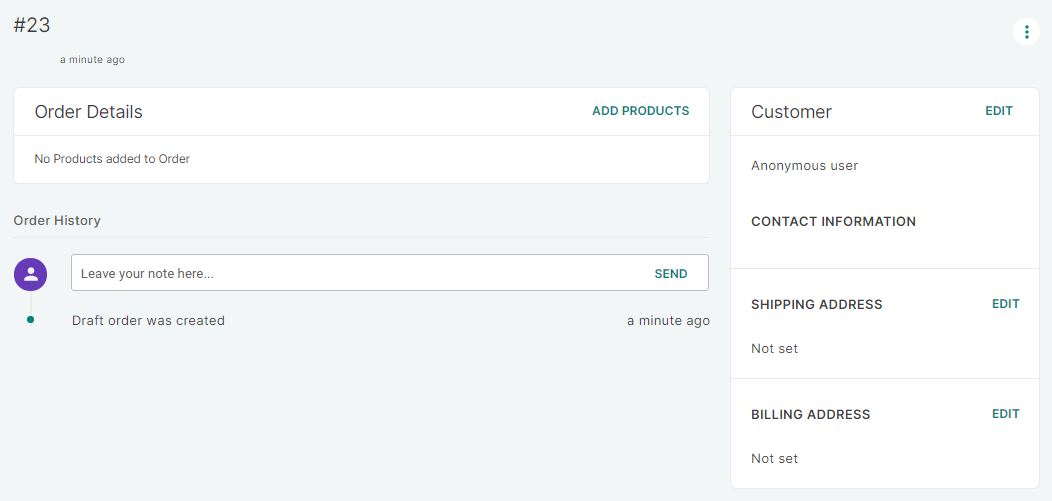 #23
a minute ago
Order Details
ADD PRODUCTS
No Products added to Order
Order History
Leave your note here...
SEND
Draft order was created
a minute ago
Customer
EDIT
Anonymous user
CONTACT INFORMATION
SHIPPING ADDRESS
EDIT
Not set
BILLING ADDRESS
EDIT
Not set